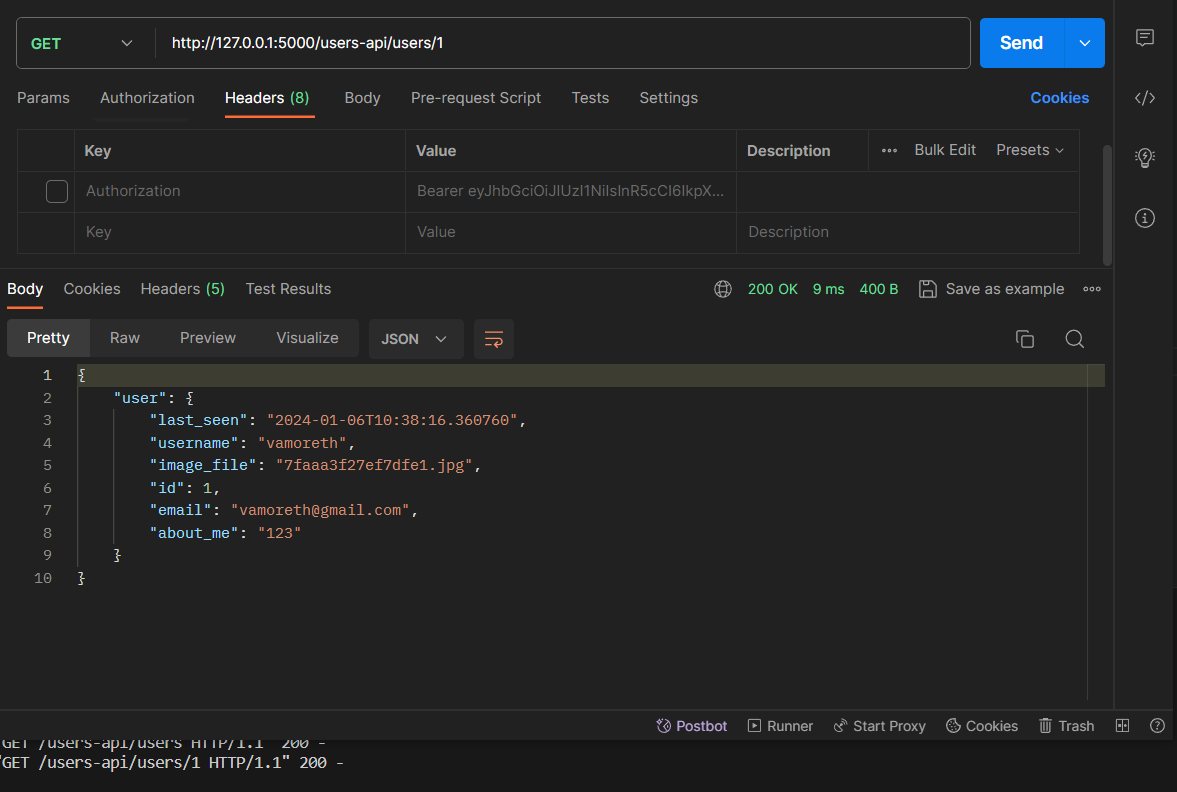 GET http://127.0.0.1:5000/users-api/users/1 Send
Params Authorization Headers (8) Body Pre-request Script Tests Settings Cookies
Key Value Description Bulk Edit Presets
Authorization Bearer eyJhbGciOiJIUzI1NiIsInR5cCI6IkpX...
Key Value Description
Body Cookies Headers (5) Test Results 200 OK 9 ms 400 B Save as example
Pretty Raw Preview Visualize JSON
1 {
2 "user": {
3 "last_seen": "2024-01-06T10:38:16.360760",
4 "username": "vamoreth",
5 "image_file": "7faaa3f27ef7dfe1.jpg",
6 "id": 1,
7 "email": "vamoreth@gmail.com",
8 "about_me": "123"
9 }
10 }
Postbot Runner Start Proxy Cookies Trash
GET /users-api/users HTTP/1.1" 200 -
"GET /users-api/users/1 HTTP/1.1" 200 -